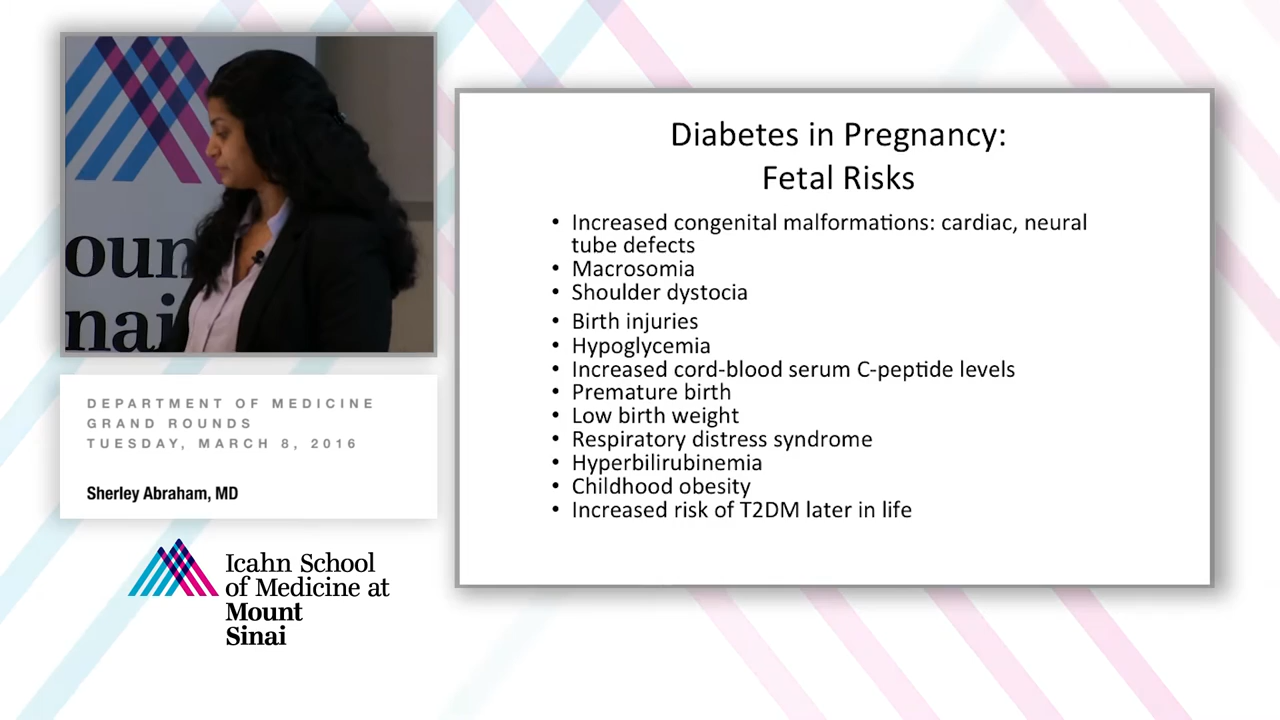 oun
nai
DEPARTMENT OF MEDICINE
GRAND ROUNDS
TUESDAY, MARCH 8, 2016
Sherley Abraham, MD
Icahn School
of Medicine at
Mount
Sinai
Diabetes in Pregnancy:
Fetal Risks
• Increased congenital malformations: cardiac, neural
tube defects
• Macrosomia
• Shoulder dystocia
• Birth injuries
• Hypoglycemia
• Increased cord-blood serum C-peptide levels
• Premature birth
• Low birth weight
• Respiratory distress syndrome
• Hyperbilirubinemia
• Childhood obesity
• Increased risk of T2DM later in life